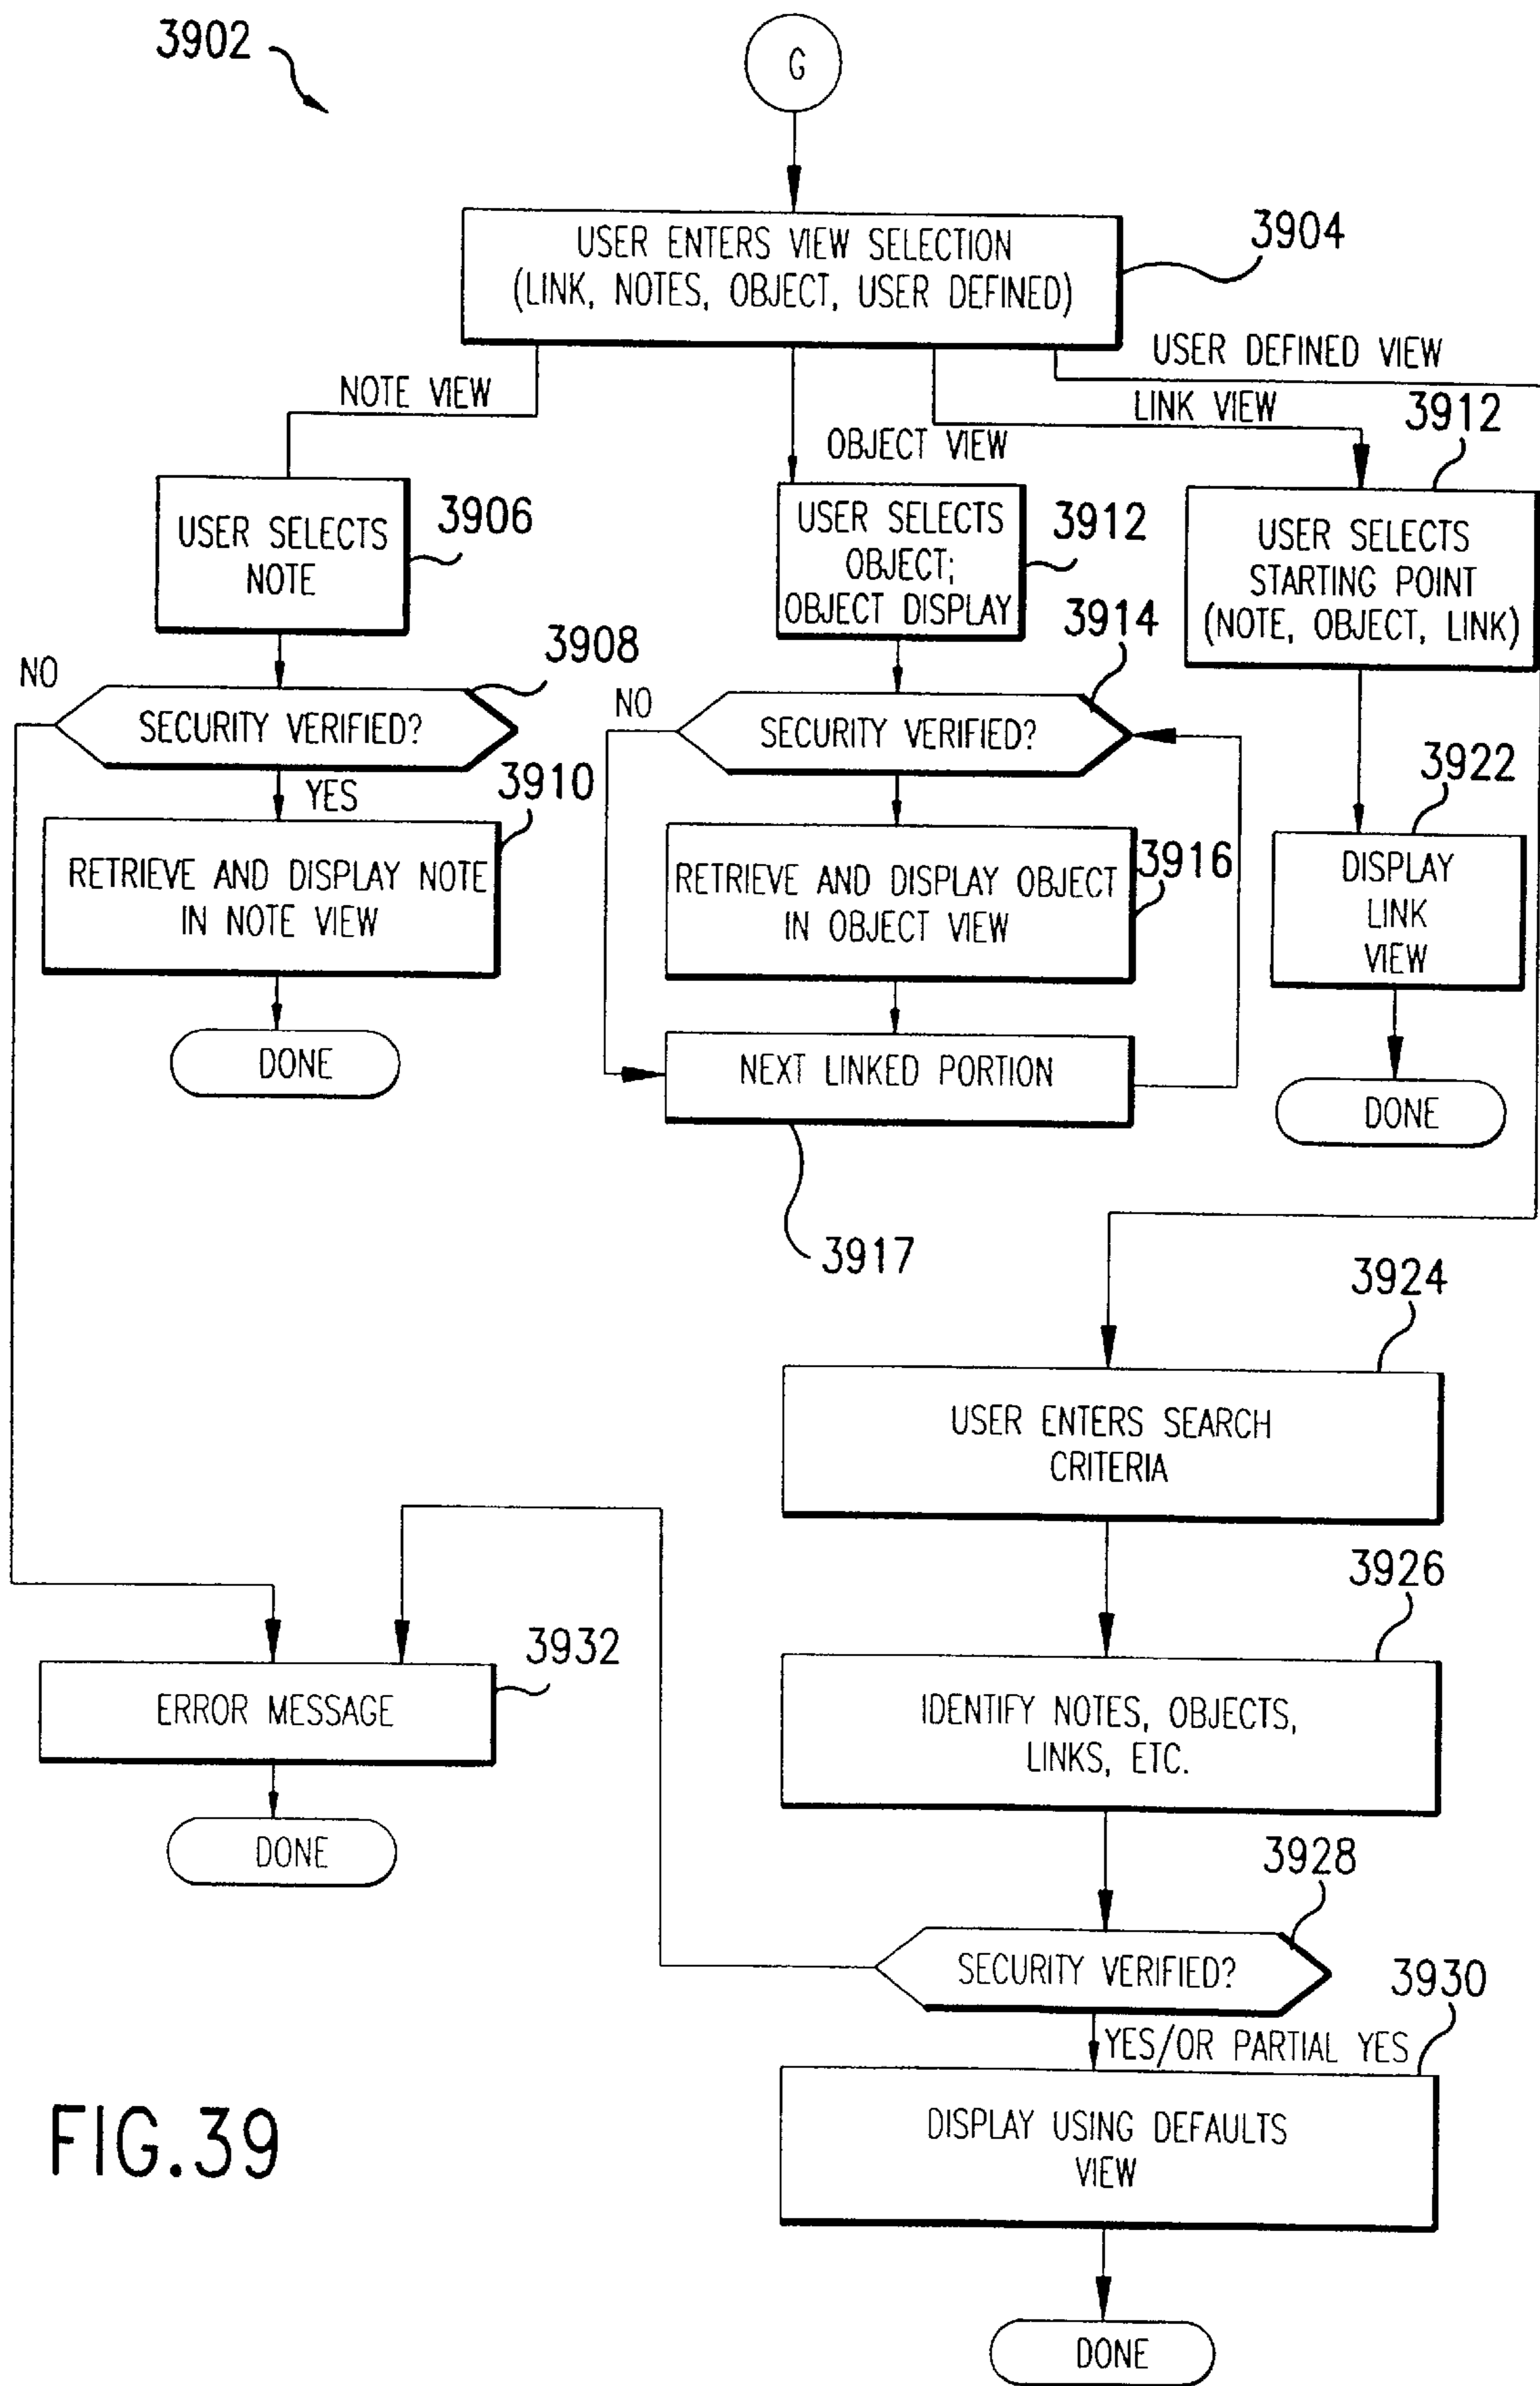 3902
G
USER ENTERS VIEW SELECTION
(LINK, NOTES, OBJECT, USER DEFINED)
3904
USER DEFINED VIEW
NOTE VIEW
LINK VIEW
3912
OBJECT VIEW
USER SELECTS
NOTE
3906
USER SELECTS
OBJECT;
OBJECT DISPLAY
3912
USER SELECTS
STARTING POINT
(NOTE, OBJECT, LINK)
3908
3914
NO
SECURITY VERIFIED?
NO
SECURITY VERIFIED?
YES
3910
3922
RETRIEVE AND DISPLAY NOTE
IN NOTE VIEW
RETRIEVE AND DISPLAY OBJECT
IN OBJECT VIEW
3916
DISPLAY
LINK
VIEW
DONE
NEXT LINKED PORTION
DONE
3917
3924
USER ENTERS SEARCH
CRITERIA
3926
3932
ERROR MESSAGE
IDENTIFY NOTES, OBJECTS,
LINKS, ETC.
DONE
3928
SECURITY VERIFIED?
3930
YES/OR PARTIAL YES
DISPLAY USING DEFAULTS
VIEW
FIG.39
DONE